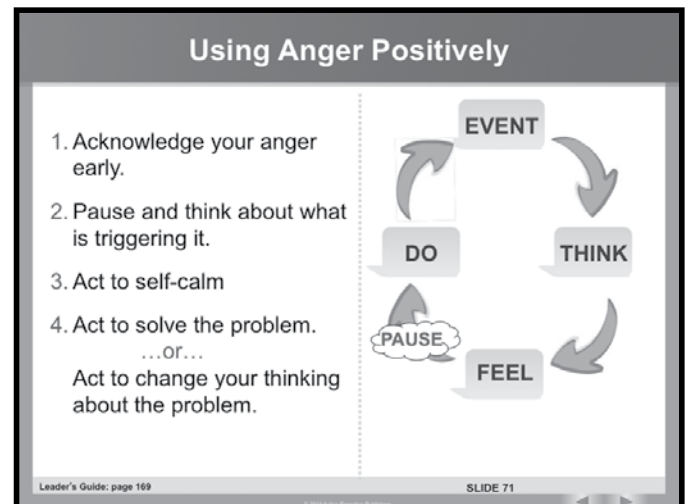 Using Anger Positively
1. Acknowledge your anger
early.
2. Pause and think about what
is triggering it.
3. Act to self-calm
4. Act to solve the problem.
...or...
Act to change your thinking
about the problem.
EVENT
THINK
FEEL
PAUSE
DO
Leader's Guide: page 169
SLIDE 71